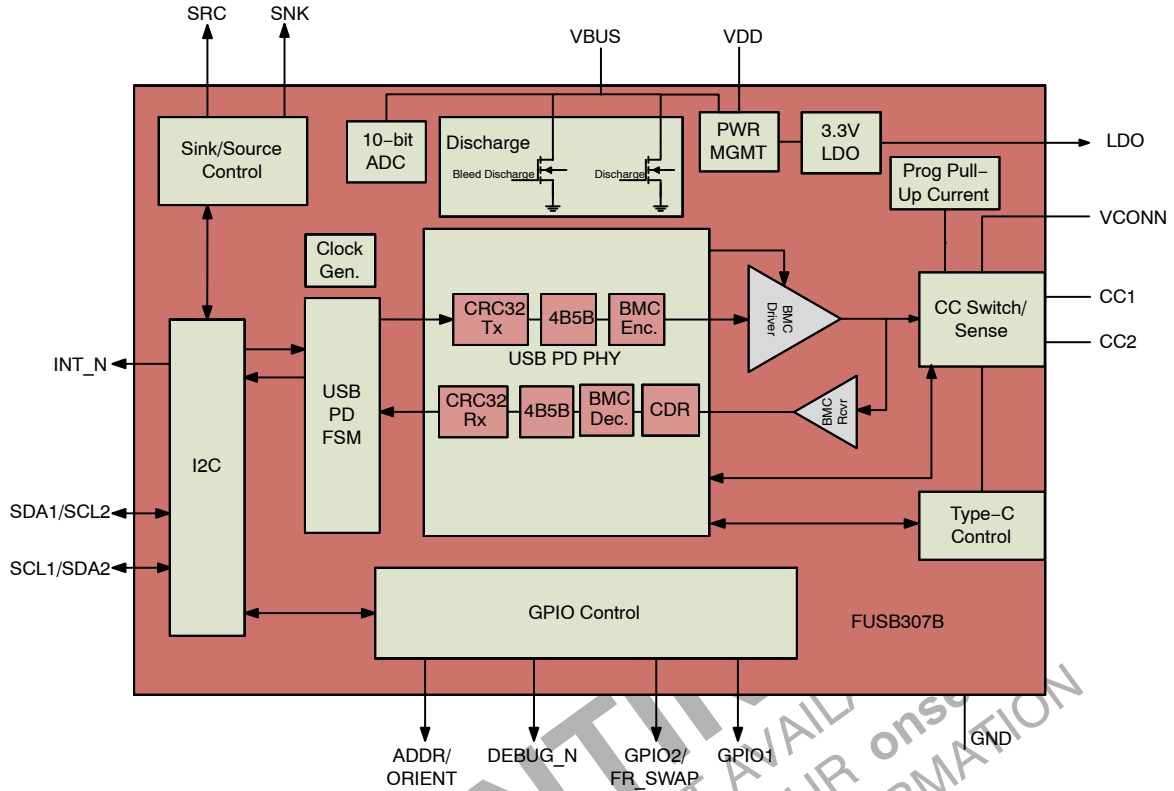 SRC
SNK
VBUS
VDD
Sink/Source
Control
10−bit
ADC
Discharge
Bleed Discharge
Discharge
PWR
MGMT
3.3V
LDO
LDO
Prog Pull−
Up Current
VCONN
Clock
Gen.
CRC32
Tx
4B5B
BMC
Enc.
BMC
Driver
CC Switch/
Sense
CC1
CC2
USB PD PHY
INT_N
USB
PD
FSM
CRC32
Rx
4B5B
BMC
Dec.
CDR
BMC
Rcvr
I2C
SDA1/SCL2
SCL1/SDA2
Type−C
Control
GPIO Control
FUSB307B
ADDR/
ORIENT
DEBUG_N
GPIO2/
FR_SWAP
GPIO1
GND